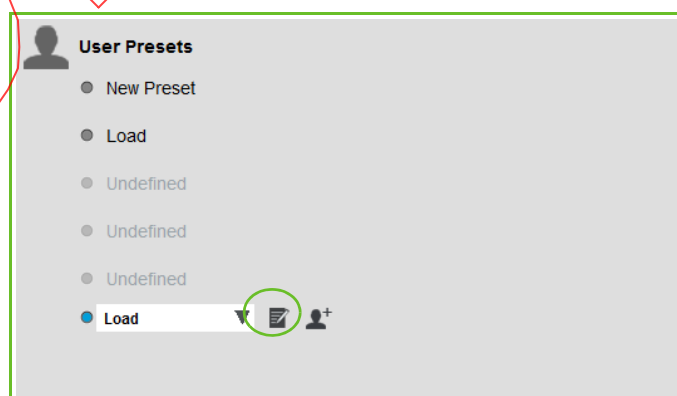 User Presets
New Preset
Load
Undefined
Undefined
Undefined
Load